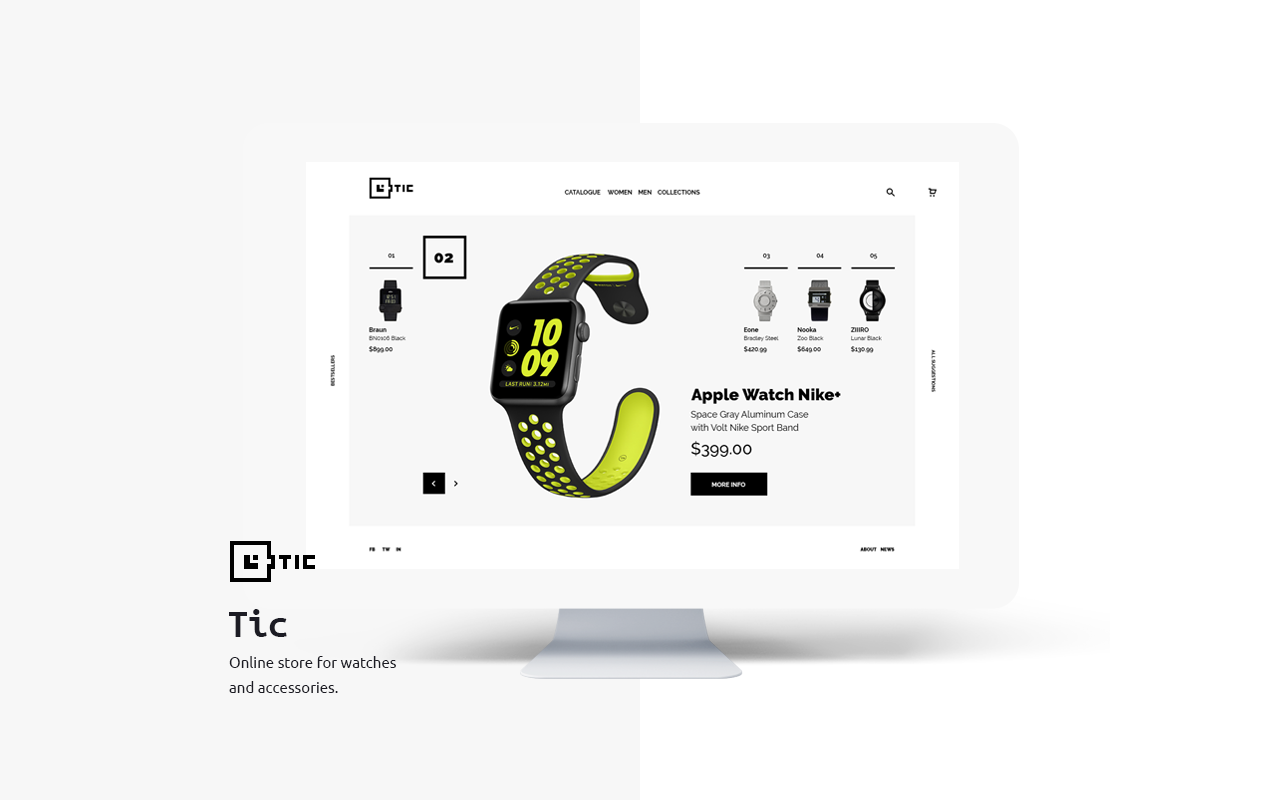 TIC
CATALOGUE WOMEN MEN COLLECTIONS
01
02
03
04
05
10
09
LAST RUN: 3.12MI
Braun
BN0106 Black
$899.00
Eone
Bradley Steel
$420.99
Nooka
Zoo Black
$649.00
ZIIIRO
Lunar Black
$130.99
BESTSELLERS
ALL SUGGESTIONS
Apple Watch Nike+
Space Gray Aluminum Case
with Volt Nike Sport Band
$399.00
MORE INFO
FB TW IN
ABOUT NEWS
TIC
Tic
Online store for watches
and accessories.